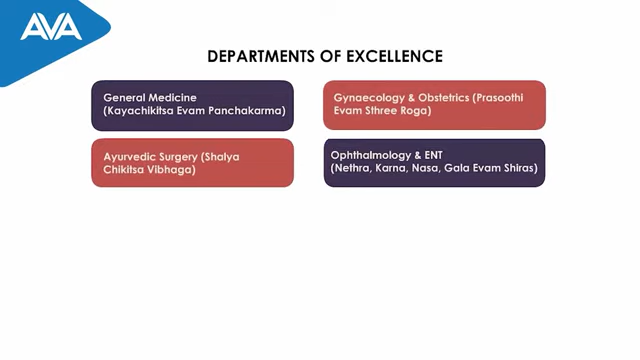 AVA
DEPARTMENTS OF EXCELLENCE
General Medicine
(Kayachikitsa Evam Panchakarma)
Gynaecology & Obstetrics (Prasoothi
Evam Sthree Roga)
Ayurvedic Surgery (Shalya
Chikitsa Vibhaga)
Ophthalmology & ENT
(Nethra, Karna, Nasa, Gala Evam Shiras)